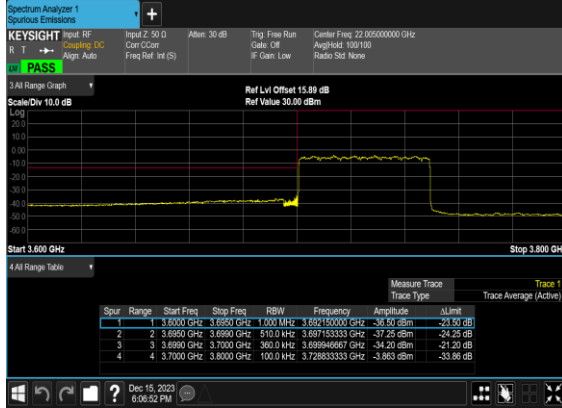 Spectrum Analyzer 1
Spurious Emissions
+
KEYSIGHT Input: RF Input Z: 50 Ω Atten: 30 dB Trig: Free Run Center Freq: 22.005000000 GHz
R T Coupling: DC Corr CCorr Gate: Off Avg|Hold: 100/100
Align: Auto Freq Ref: Int (S) IF Gain: Low Radio Std: None
PASS
3 All Range Graph
Ref Lvl Offset 15.89 dB
Scale/Div 10.0 dB Ref Value 30.00 dBm
Log
20.0
10.0
0.00
-10.0
-20.0
-30.0
-40.0
-50.0
-60.0
Start 3.600 GHz Stop 3.800 GH
4 All Range Table
Measure Trace Trace 1
Trace Type Trace Average (Active)
Spur Range Start Freq Stop Freq RBW Frequency Amplitude ΔLimit
1 1 3.6000 GHz 3.6950 GHz 1.000 MHz 3.692150000 GHz -36.50 dBm -23.50 dB
2 2 3.6950 GHz 3.6990 GHz 510.0 kHz 3.697153333 GHz -37.25 dBm -24.25 dB
3 3 3.6990 GHz 3.7000 GHz 360.0 kHz 3.699946667 GHz -34.20 dBm -21.20 dB
4 4 3.7000 GHz 3.8000 GHz 100.0 kHz 3.728833333 GHz -3.863 dBm -33.86 dB
? Dec 15, 2023
6:06:52 PM